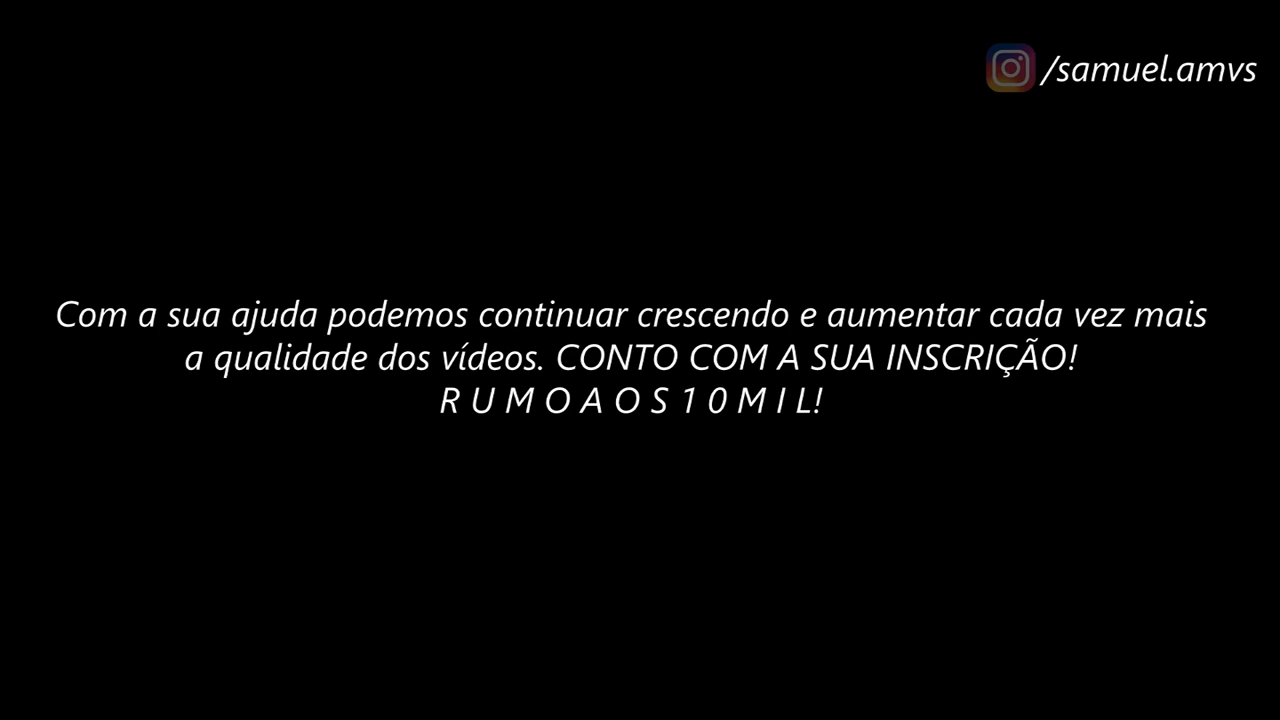 /samuel.amvs
Com a sua ajuda podemos continuar crescendo e aumentar cada vez mais
a qualidade dos vídeos. CONTO COM A SUA INSCRIÇÃO!
R U M O A O S 1 0 M I L!